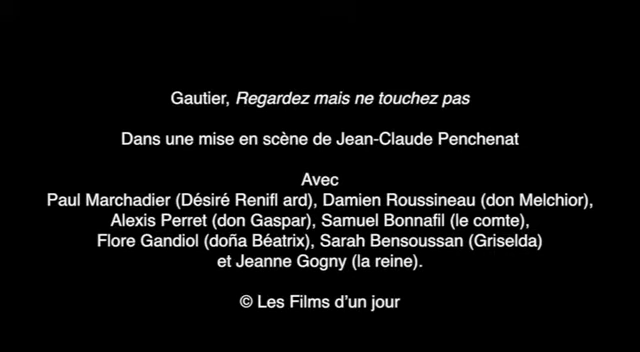 Gautier, Regardez mais ne touchez pas
Dans une mise en scène de Jean-Claude Penchenat
Avec
Paul Marchadier (Désiré Renifl ard), Damien Roussineau (don Melchior),
Alexis Perret (don Gaspar), Samuel Bonnafil (le comte),
Flore Gandiol (doña Béatrix), Sarah Bensoussan (Griselda)
et Jeanne Gogny (la reine).
© Les Films d’un jour